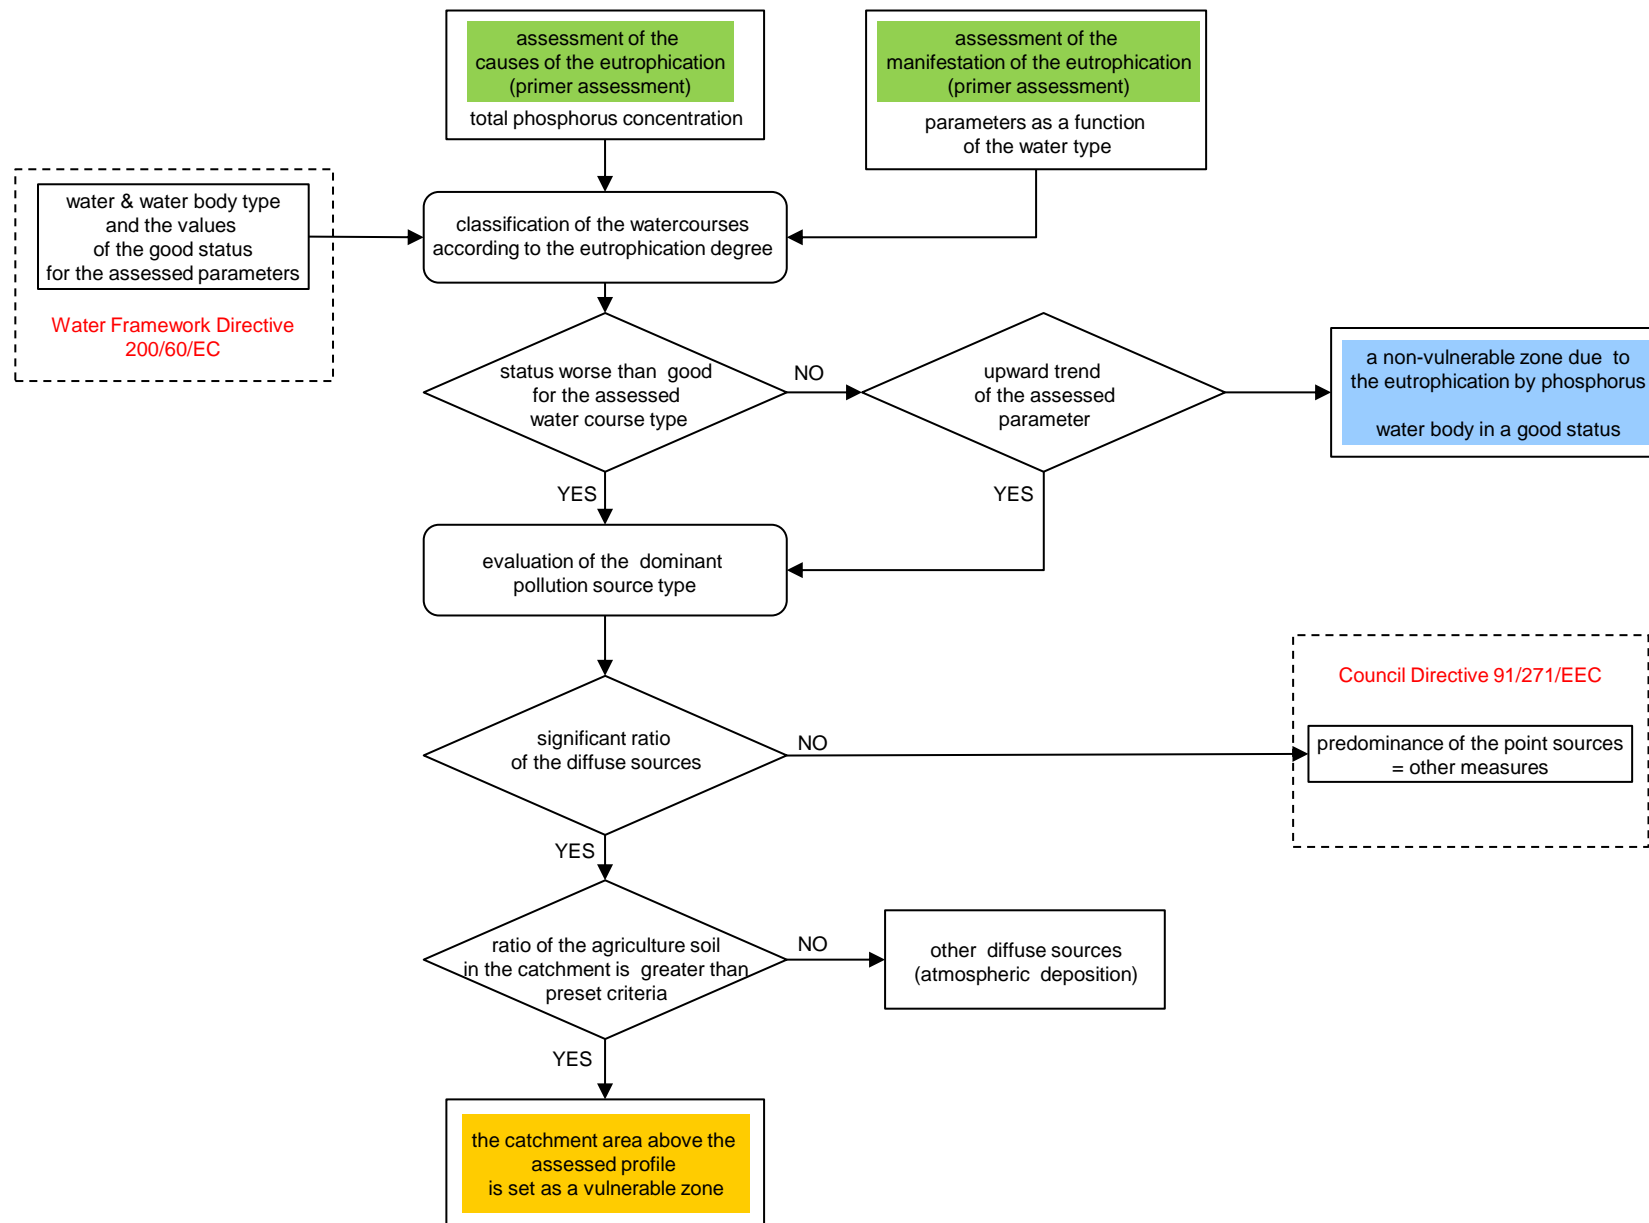 assessment of the
causes of the eutrophication
(primer assessment)
total phosphorus concentration
assessment of the
manifestation of the eutrophication
(primer assessment)
parameters as a function
of the water type
water & water body type
and the values
of the good status
for the assessed parameters
Water Framework Directive
200/60/EC
classification of the watercourses
according to the eutrophication degree
status worse than good
for the assessed
water course type
NO
upward trend
of the assessed
parameter
a non-vulnerable zone due to
the eutrophication by phosphorus
water body in a good status
YES
YES
evaluation of the dominant
pollution source type
Council Directive 91/271/EEC
significant ratio
of the diffuse sources
NO
predominance of the point sources
= other measures
YES
ratio of the agriculture soil
in the catchment is greater than
preset criteria
NO
other diffuse sources
(atmospheric deposition)
YES
the catchment area above the
assessed profile
is set as a vulnerable zone